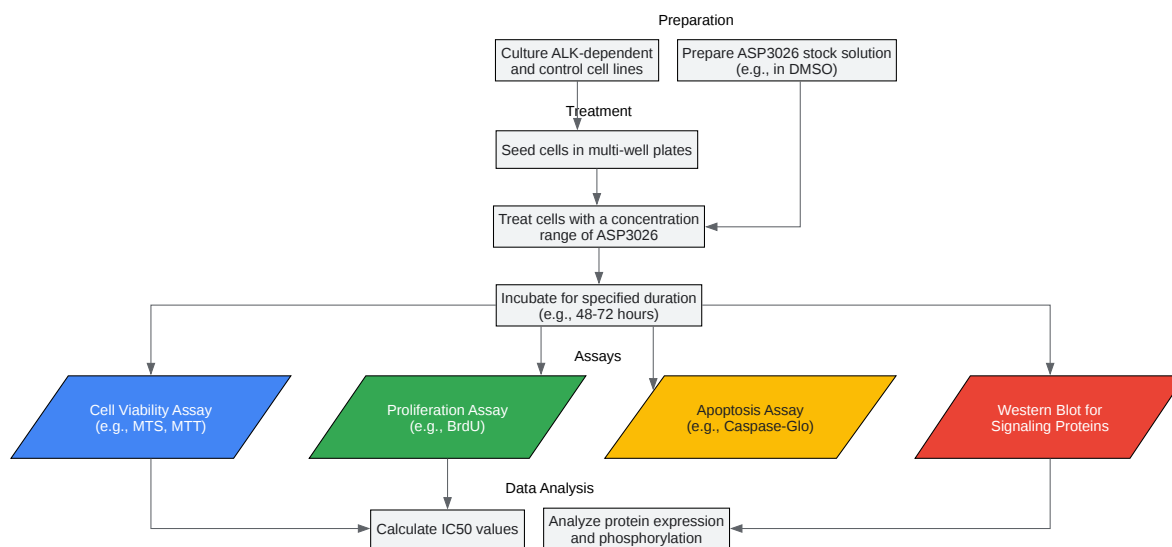 Preparation
Culture ALK-dependent
and control cell lines
Prepare ASP3026 stock solution
(e.g., in DMSO)
Treatment
Seed cells in multi-well plates
Treat cells with a concentration
range of ASP3026
Incubate for specified duration
(e.g., 48-72 hours)
Assays
Cell Viability Assay
(e.g., MTS, MTT)
Proliferation Assay
(e.g., BrdU)
Apoptosis Assay
(e.g., Caspase-Glo)
Western Blot for
Signaling Proteins
Data Analysis
Calculate IC50 values
Analyze protein expression
and phosphorylation